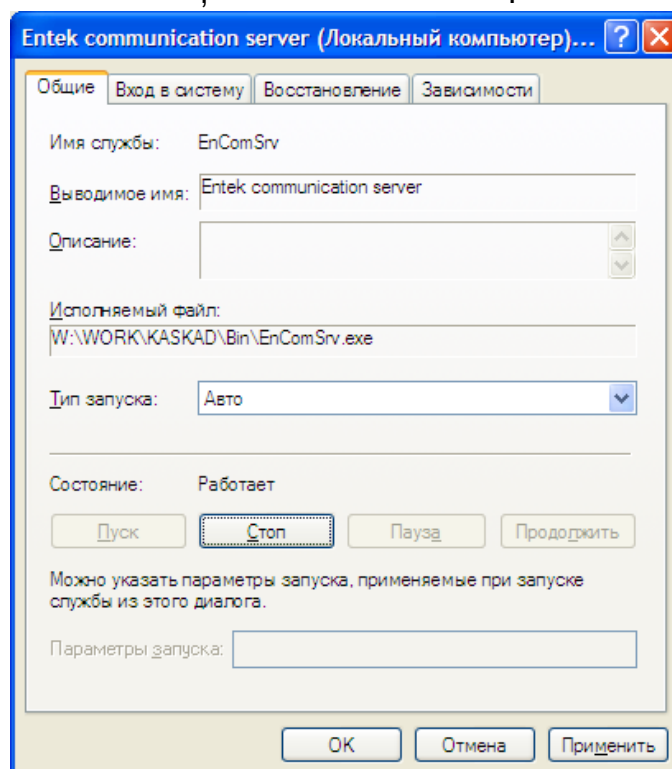 Entek communication server (Локальный компьютер)...
Общие Вход в систему Восстановление Зависимости
Имя службы: EnComSrv
Выводимое имя: Entek communication server
Описание:
Исполняемый файл:
W:\WORK\KASKAD\Bin\EnComSrv.exe
Тип запуска: Авто
Состояние: Работает
Пуск Стоп Пауза Продолжить
Можно указать параметры запуска, применяемые при запуске
службы из этого диалога.
Параметры запуска:
OK Отмена Применить